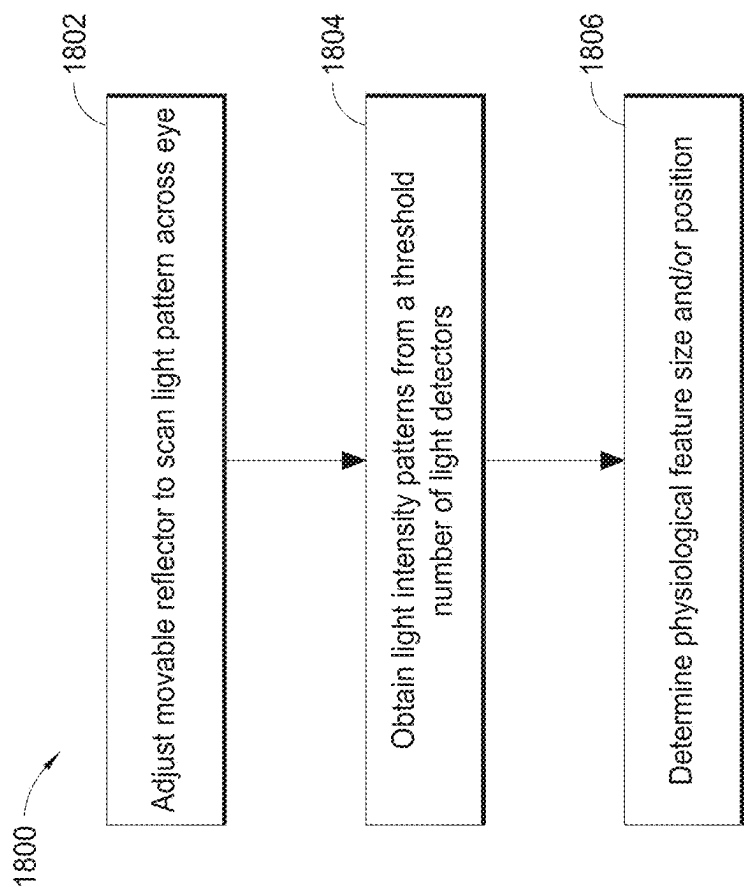 1800
1802
Adjust movable reflector to scan light pattern across eye
1804
Obtain light intensity patterns from a threshold
number of light detectors
1806
Determine physiological feature size and/or position